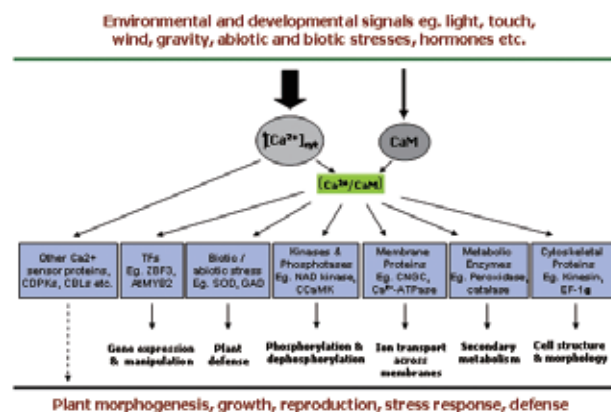 Environmental and developmental signals eg. light, touch,
wind, gravity, abiotic and biotic stresses, hormones etc.
↑[Ca²⁺]cyt
CaM
[Ca²⁺/CaM]
Other Ca2+
sensor proteins,
CDPKs, CBLs etc.
TFs
Eg. ZBF3,
AtMYB2
Biotic /
abiotic stress
Eg. SOD, GAD
Kinases &
Phosphotases
Eg. NAD kinase,
CCaMK
Membrane
Proteins
Eg. CNGC,
Ca²⁺-ATPase
Metabolic
Enzymes
Eg. Peroxidase,
catalase
Cytoskeletal
Proteins
Eg. Kinesin,
EF-1α
Gene expression
& manipulation
Plant
defense
Phosphorylation &
dephosphorylation
Ion transport
across
membranes
Secondary
metabolism
Cell structure
& morphology
Plant morphogenesis, growth, reproduction, stress response, defense